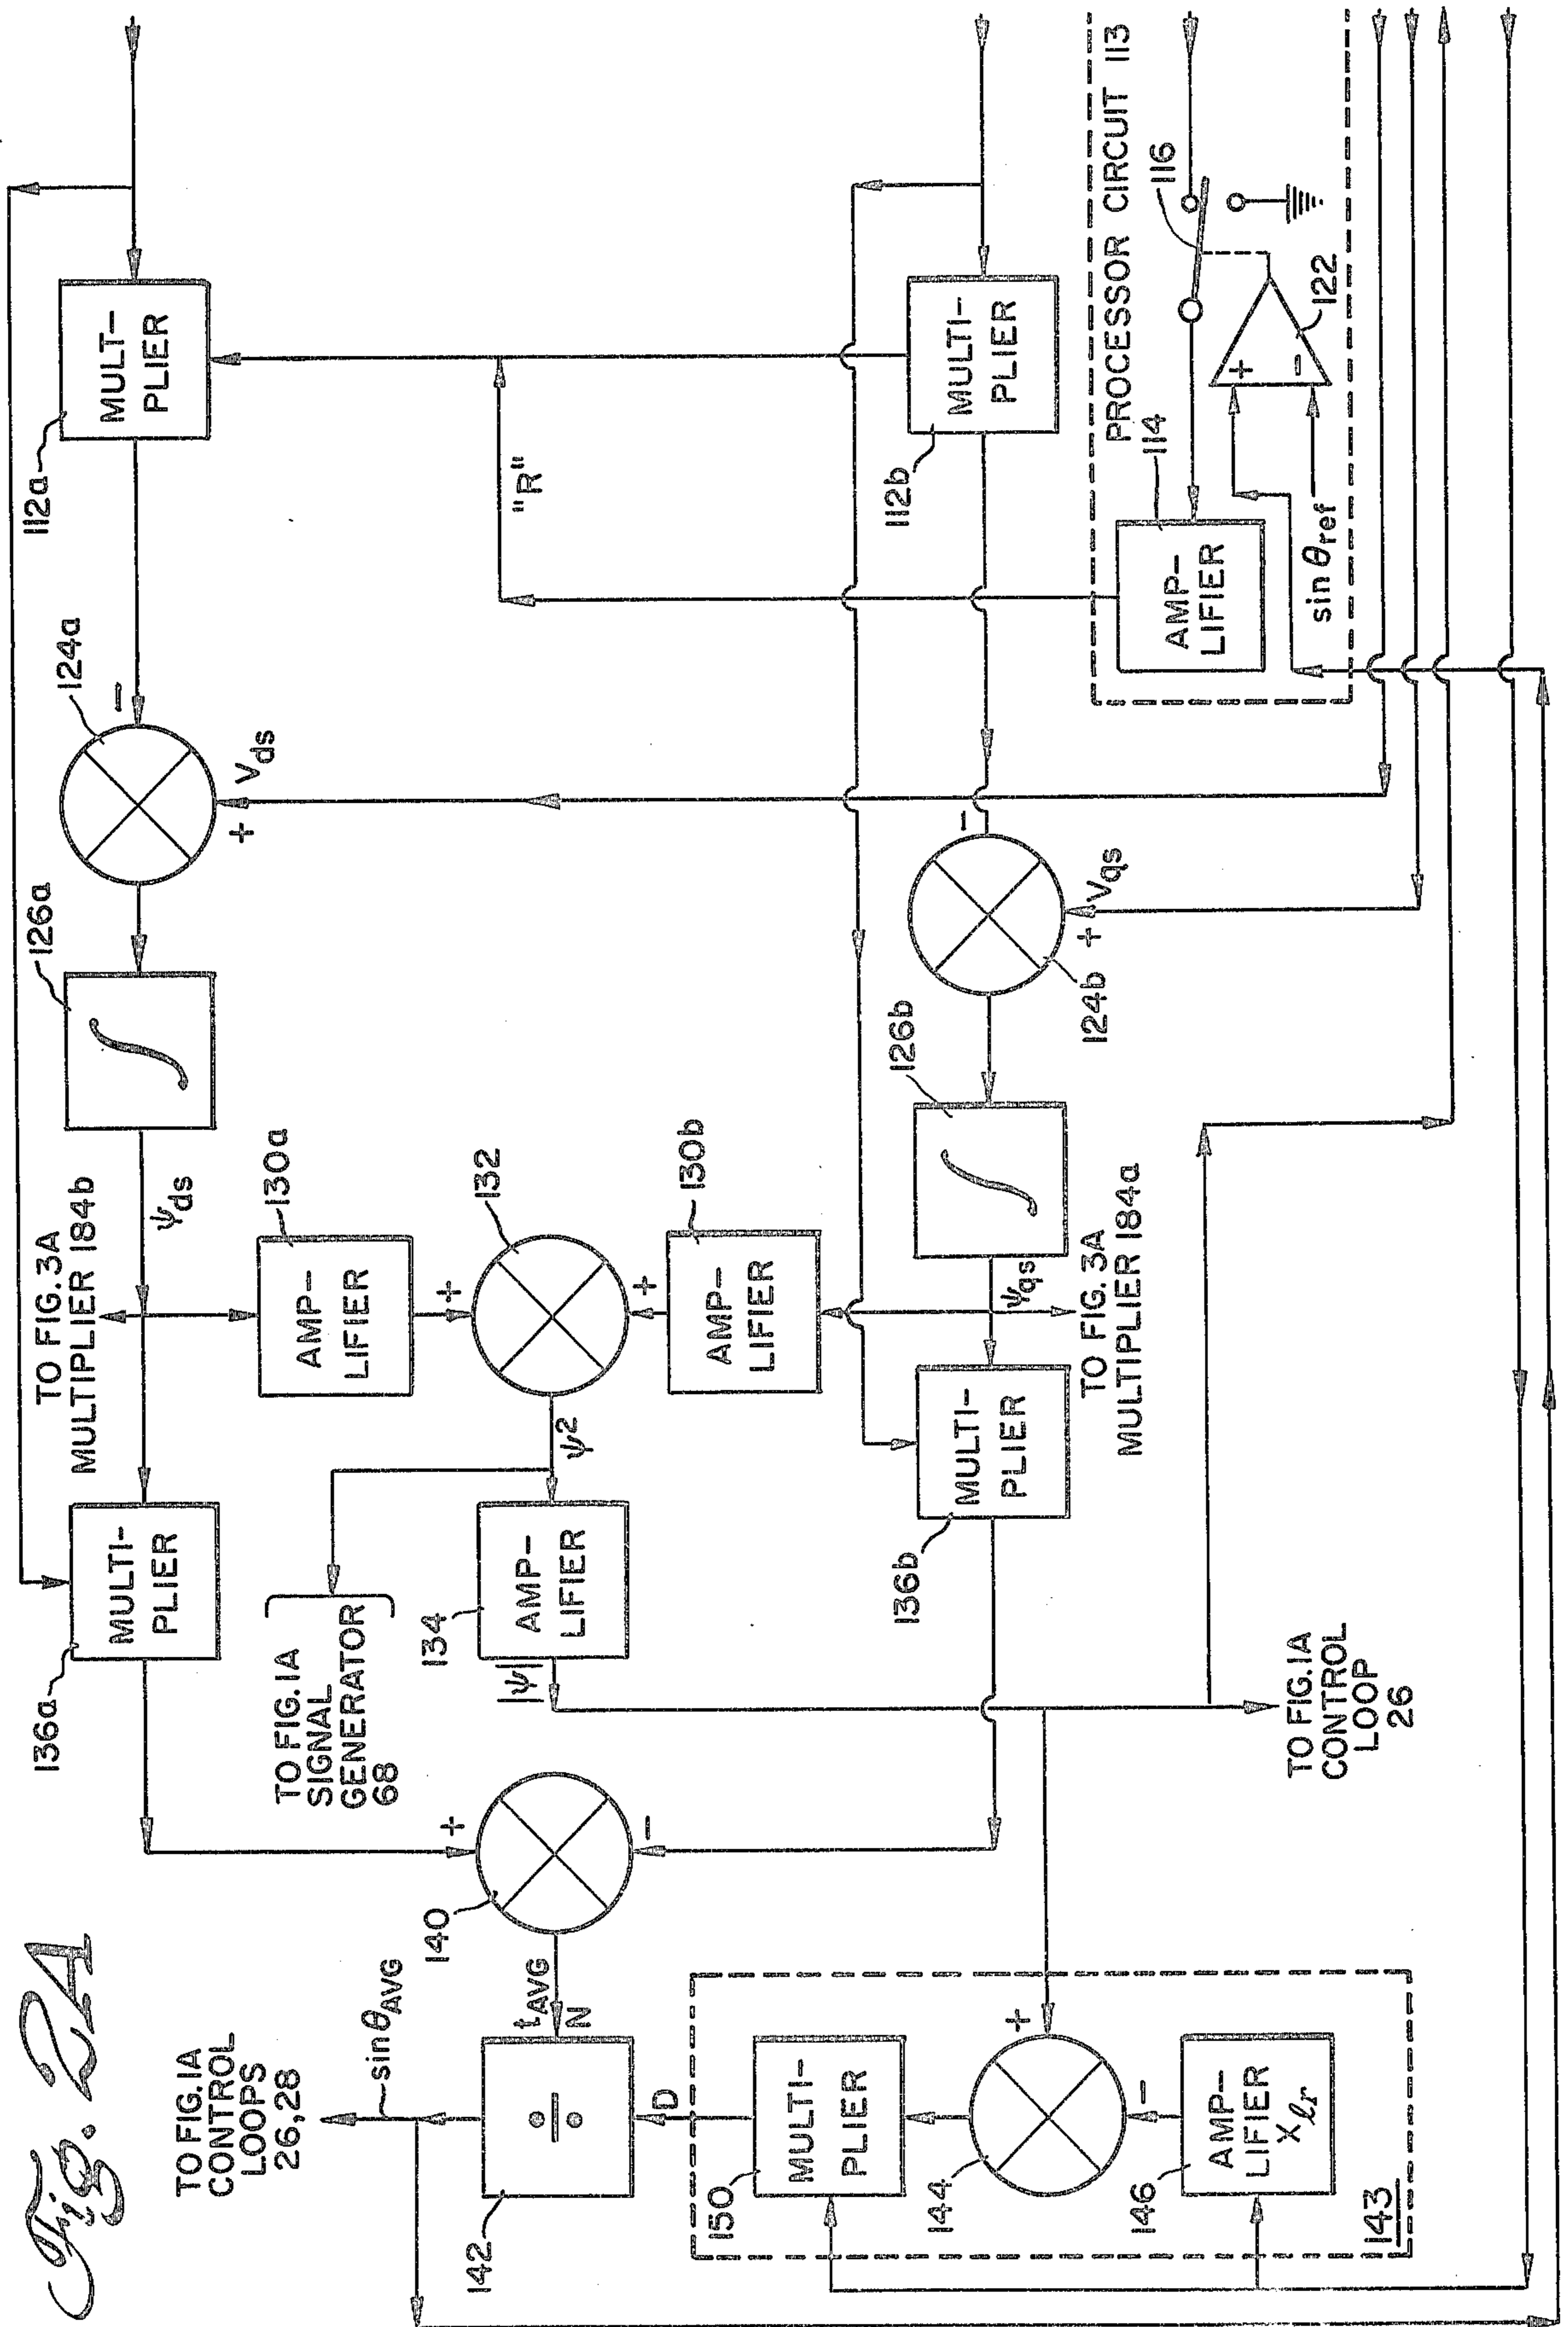 Fig. 2A
TO FIG. 1A
CONTROL
LOOPS
26,28
sin θAVG
142
÷
tAVG
N
D
140
+
-
150
MULTI-
PLIER
144
+
-
146
AMP-
LIFIER
Xℓr
143
136a
MULTI-
PLIER
TO FIG. 3A
MULTIPLIER 184b
TO FIG. 1A
SIGNAL
GENERATOR
68
134
AMP-
LIFIER
|ψ|
ψ²
136b
MULTI-
PLIER
TO FIG. 1A
CONTROL
LOOP
26
ψds
130a
AMP-
LIFIER
+
132
+
130b
AMP-
LIFIER
ψqs
TO FIG. 3A
MULTIPLIER 184a
126a
∫
126b
∫
124a
-
+
Vds
124b
-
+
Vqs
112a
MULT-
PLIER
"R"
112b
MULTI-
PLIER
PROCESSOR CIRCUIT 113
114
AMP-
LIFIER
116
122
+
-
sin θref